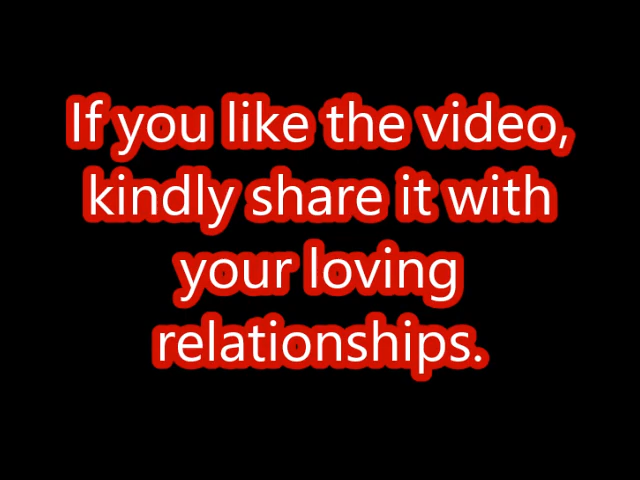 If you like the video,
kindly share it with
your loving
relationships.